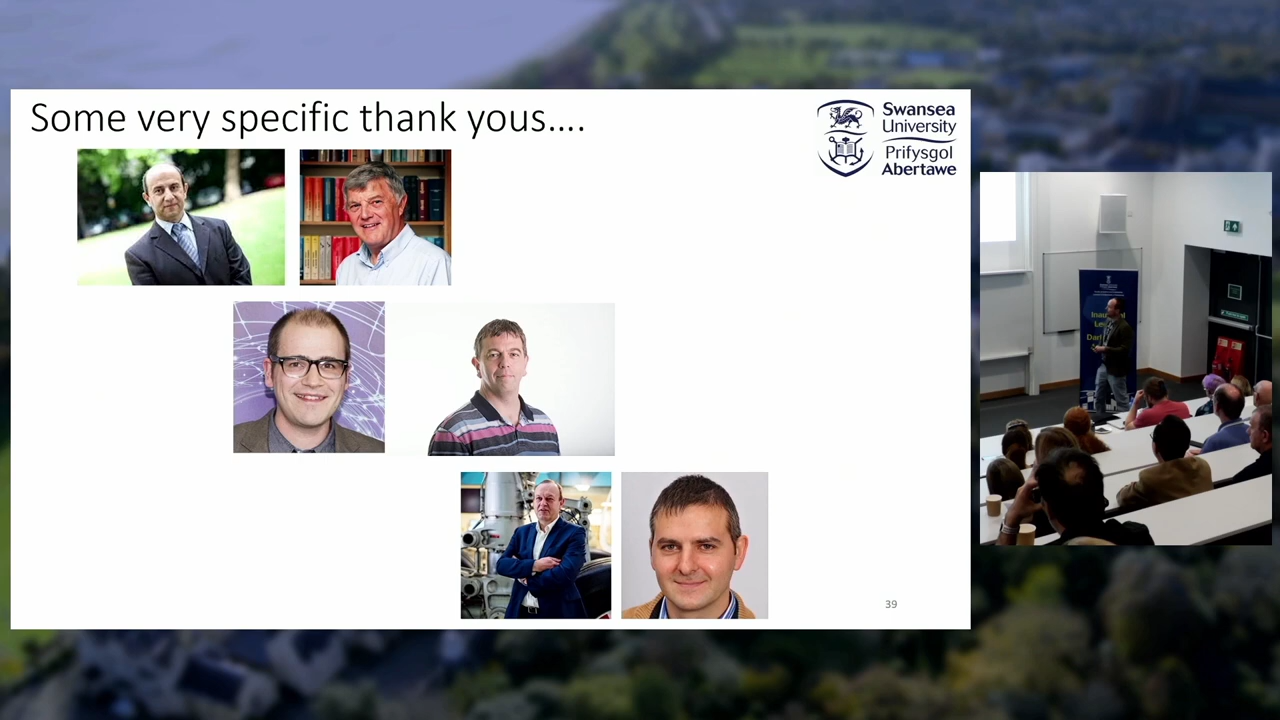 Some very specific thank yous....
Swansea
University
Prifysgol
Abertawe
39